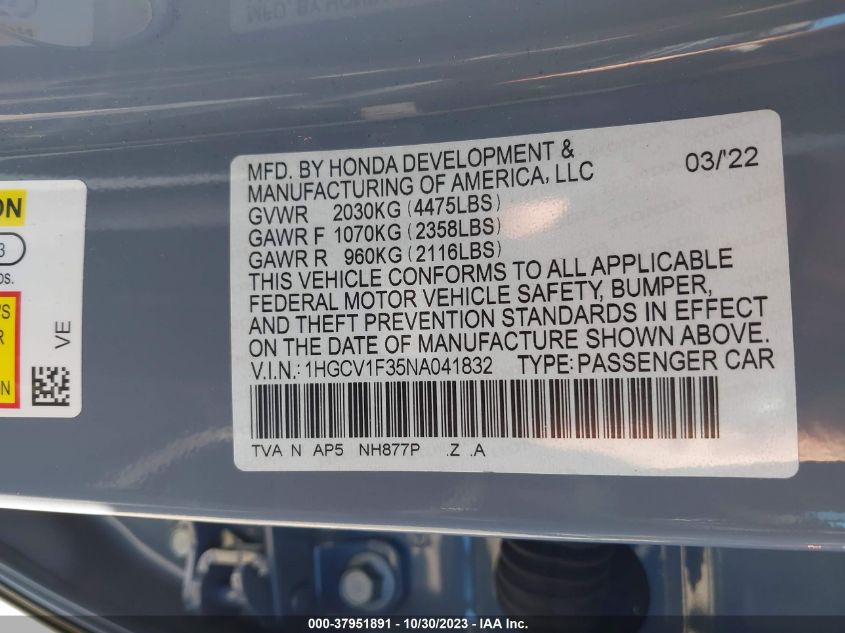 MFD. BY HONDA DEVELOPMENT &
MANUFACTURING OF AMERICA, LLC 03/'22
GVWR 2030KG (4475LBS)
GAWR F 1070KG (2358LBS)
GAWR R 960KG (2116LBS)
THIS VEHICLE CONFORMS TO ALL APPLICABLE
FEDERAL MOTOR VEHICLE SAFETY, BUMPER,
AND THEFT PREVENTION STANDARDS IN EFFECT
ON THE DATE OF MANUFACTURE SHOWN ABOVE.
V.I.N.: 1HGCV1F35NA041832 TYPE: PASSENGER CAR
TVA N AP5 NH877P .Z .A
ON
3
OS.
'S
R
N
VE
000-37951891 - 10/30/2023 - IAA Inc.